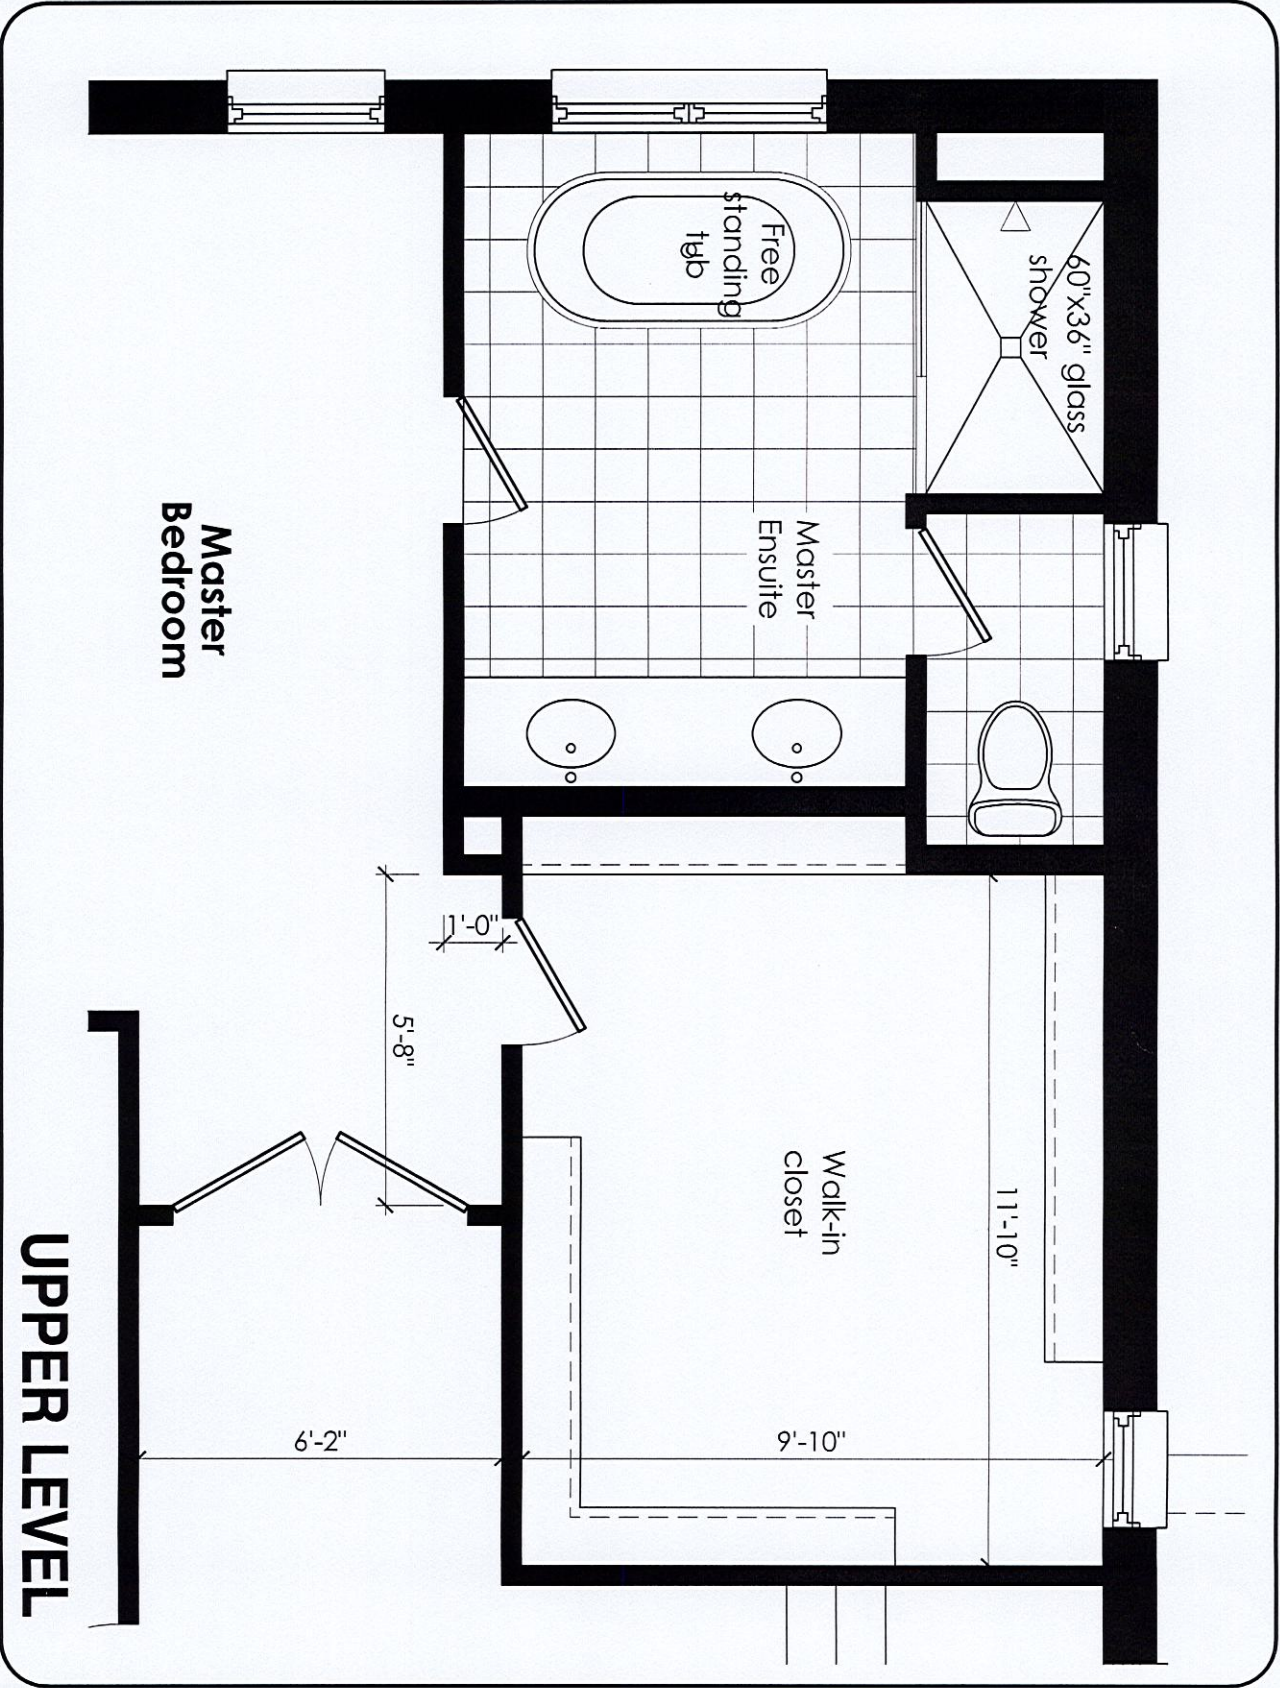 60"x36" glass
shower
Free
standing
tub
Master
Ensuite
Master
Bedroom
1'-0"
5'-8"
Walk-in
closet
11'-10"
6'-2"
9'-10"
UPPER LEVEL